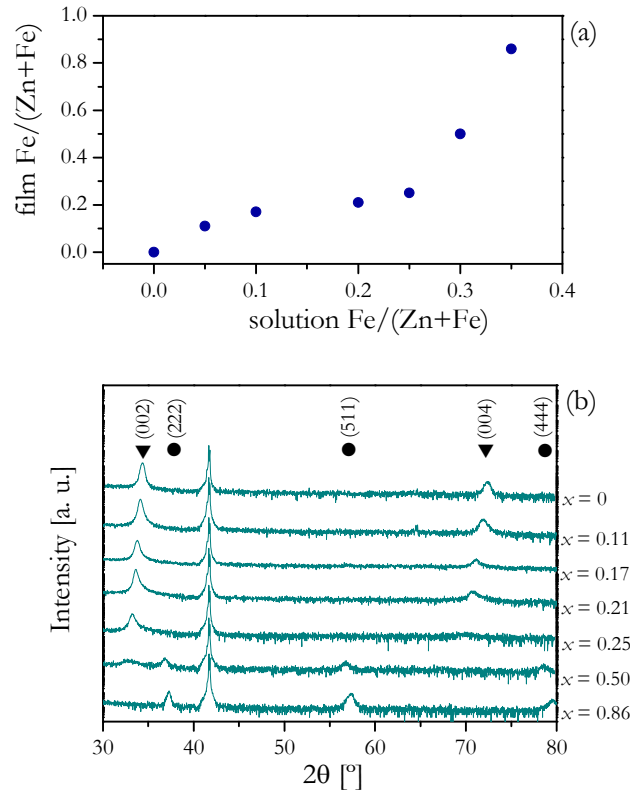 (a)
1.0
0.8
0.6
0.4
0.2
0.0
film Fe/(Zn+Fe)
0.0 0.1 0.2 0.3 0.4
solution Fe/(Zn+Fe)
(b)
▼(002) ●(222) ●(511) ▼(004) ●(444)
x = 0
x = 0.11
x = 0.17
x = 0.21
x = 0.25
x = 0.50
x = 0.86
Intensity [a. u.]
30 40 50 60 70 80
2θ [º]